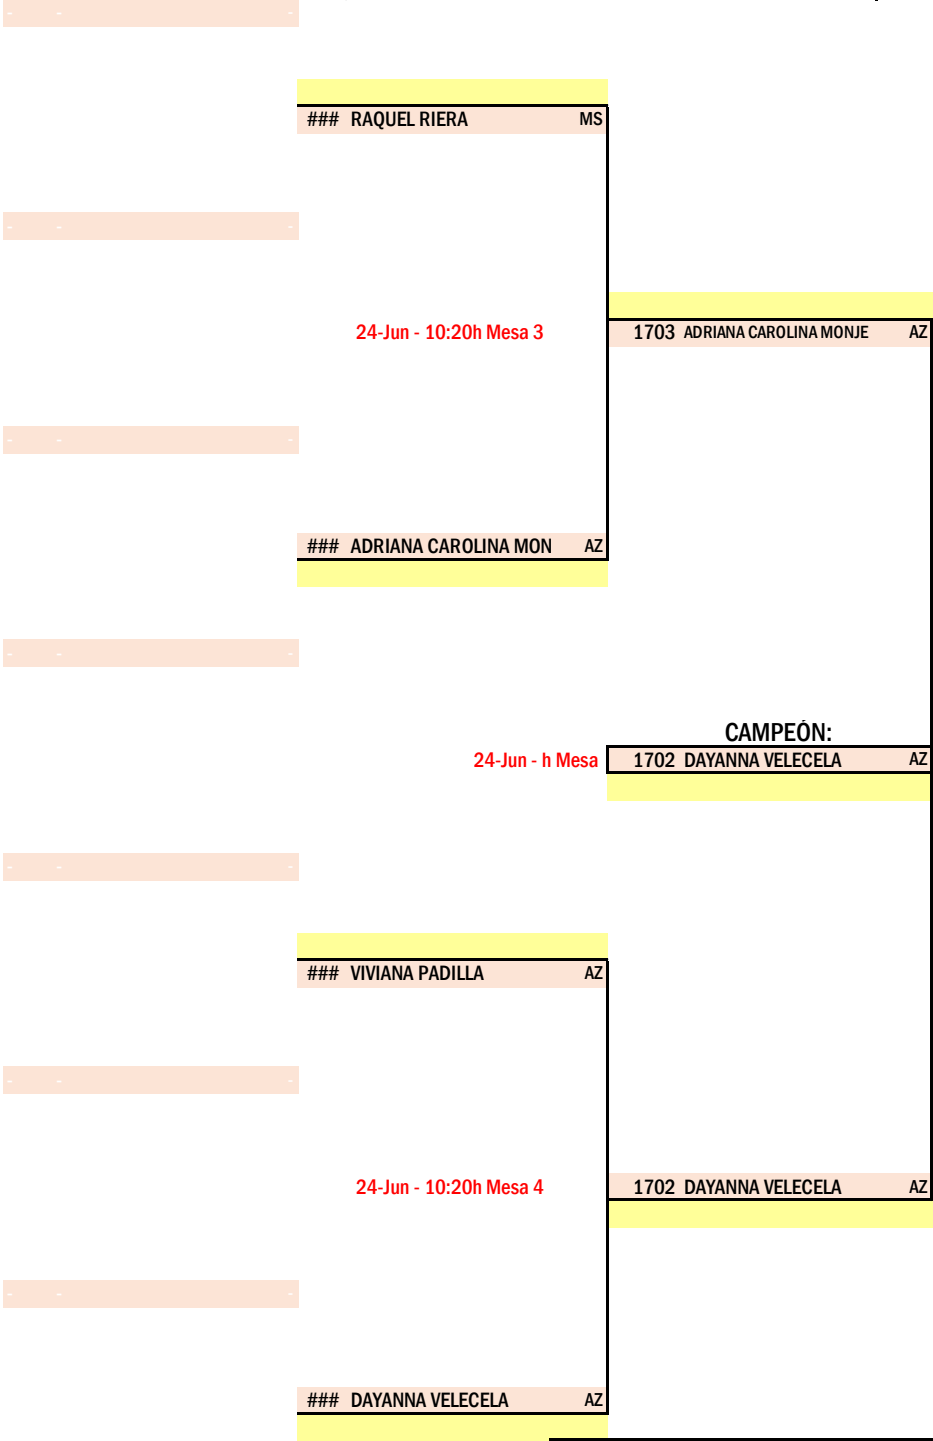 - - -
### RAQUEL RIERA MS
- - -
24-Jun - 10:20h Mesa 3
1703 ADRIANA CAROLINA MONJE AZ
- - -
### ADRIANA CAROLINA MON AZ
- - -
CAMPEÓN:
24-Jun - h Mesa
1702 DAYANNA VELECELA AZ
- - -
### VIVIANA PADILLA AZ
- - -
24-Jun - 10:20h Mesa 4
1702 DAYANNA VELECELA AZ
- - -
### DAYANNA VELECELA AZ